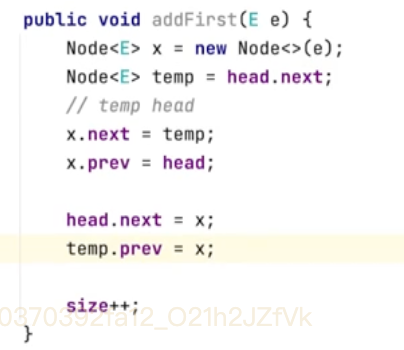 public void addFirst(E e) {
Node<E> x = new Node<>(e);
Node<E> temp = head.next;
// temp head
x.next = temp;
x.prev = head;
head.next = x;
temp.prev = x;
size++;
0370392fa12_O21h2JZfVk
}